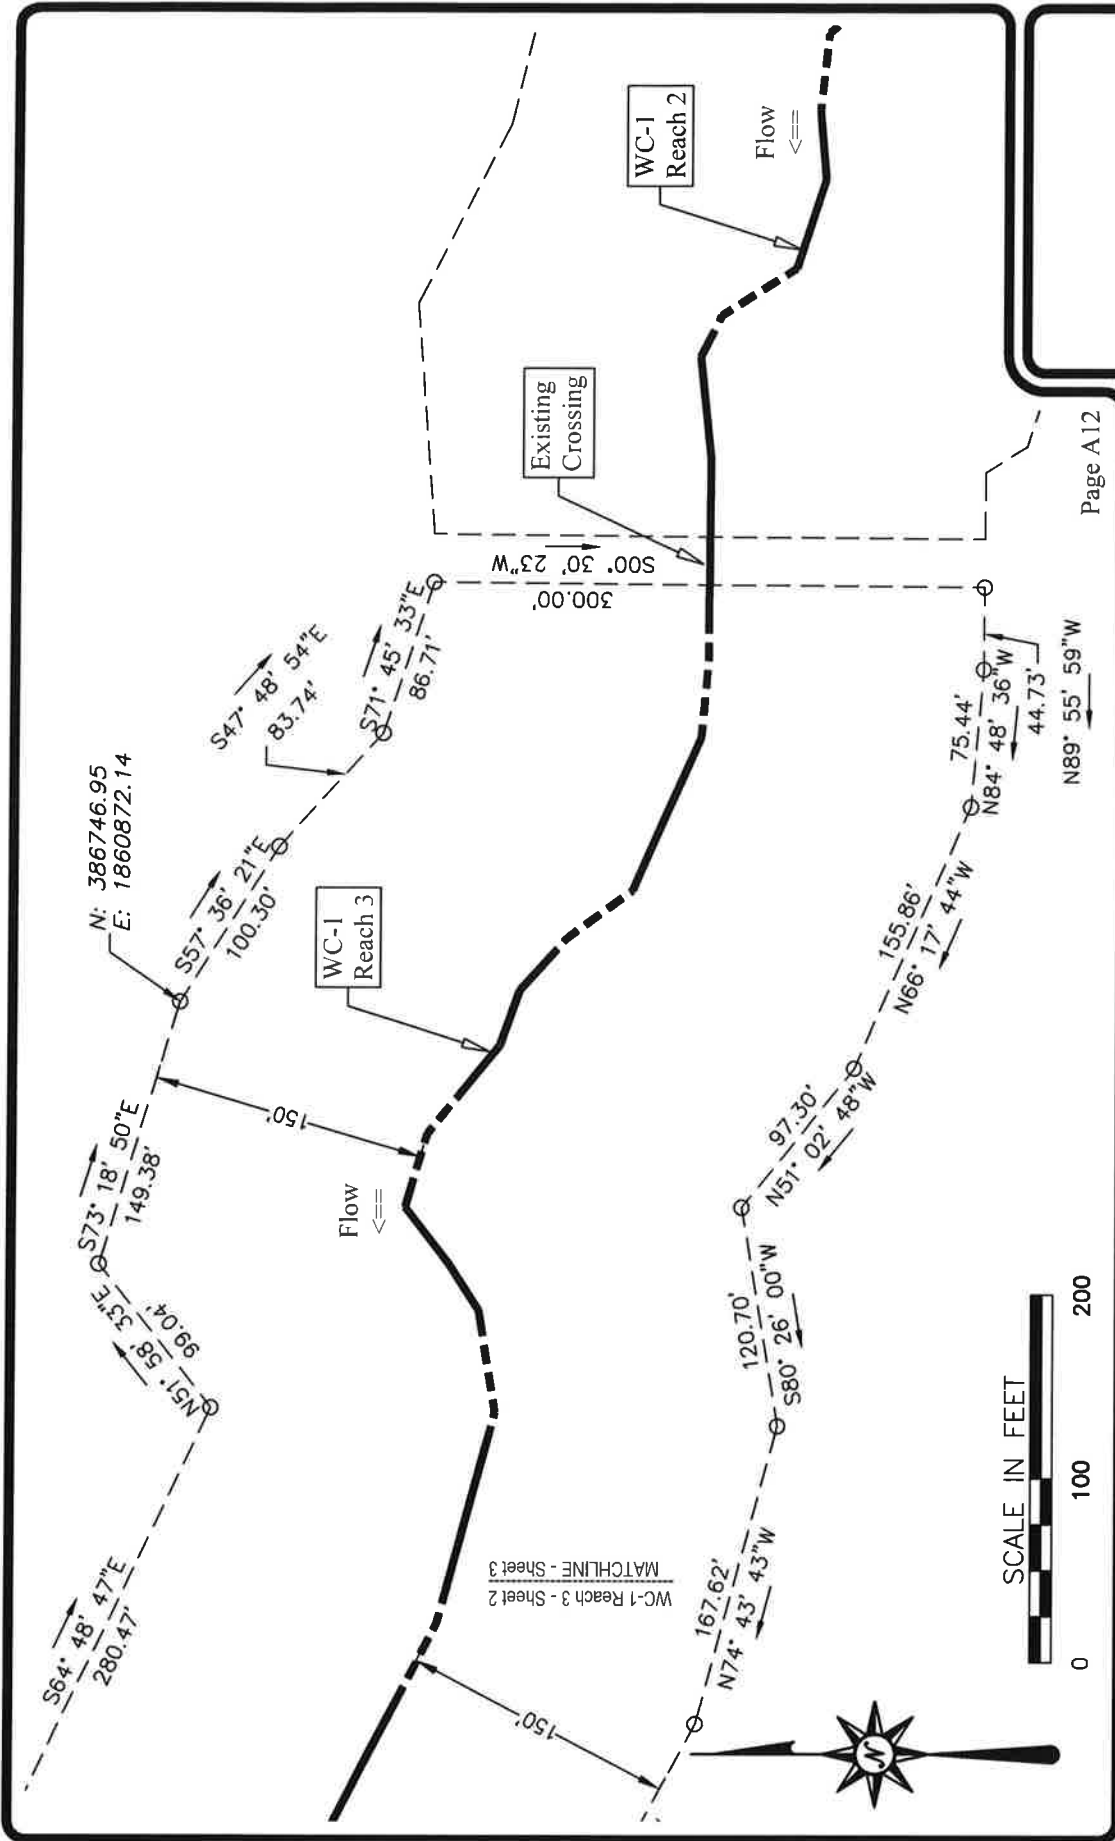 N: 386746.95
E: 1860872.14
S64° 48' 47"E
280.47'
N51° 58' 33"E
99.04'
S73° 18' 50"E
149.38'
S57° 36' 21"E
100.30'
S47° 48' 54"E
83.74'
S71° 45' 33"E
86.71'
S00° 30' 23"W
300.00'
WC-1
Reach 2
Flow
<==
Existing
Crossing
WC-1
Reach 3
150'
Flow
<==
WC-1 Reach 3 - Sheet 2
MATCHLINE - Sheet 3
150'
167.62'
N74° 43' 43"W
120.70'
S80° 26' 00"W
97.30'
N51° 02' 48"W
155.86'
N66° 17' 44"W
75.44'
N84° 48' 36"W
44.73'
N89° 55' 59"W
N
SCALE IN FEET
0 100 200
Page A12